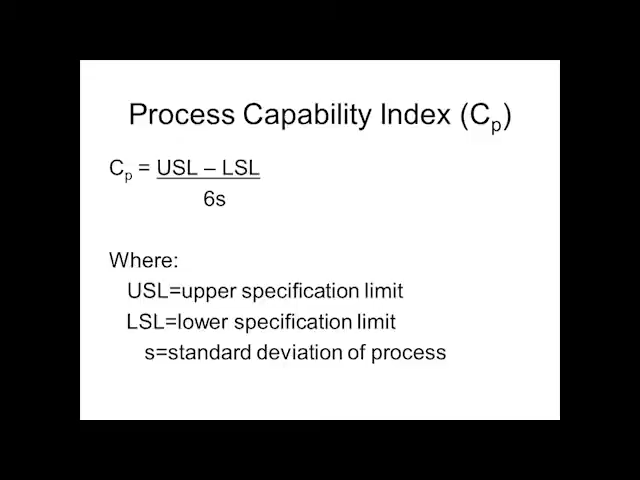 Process Capability Index (Cp)
Cp = USL – LSL
6s
Where:
USL=upper specification limit
LSL=lower specification limit
s=standard deviation of process